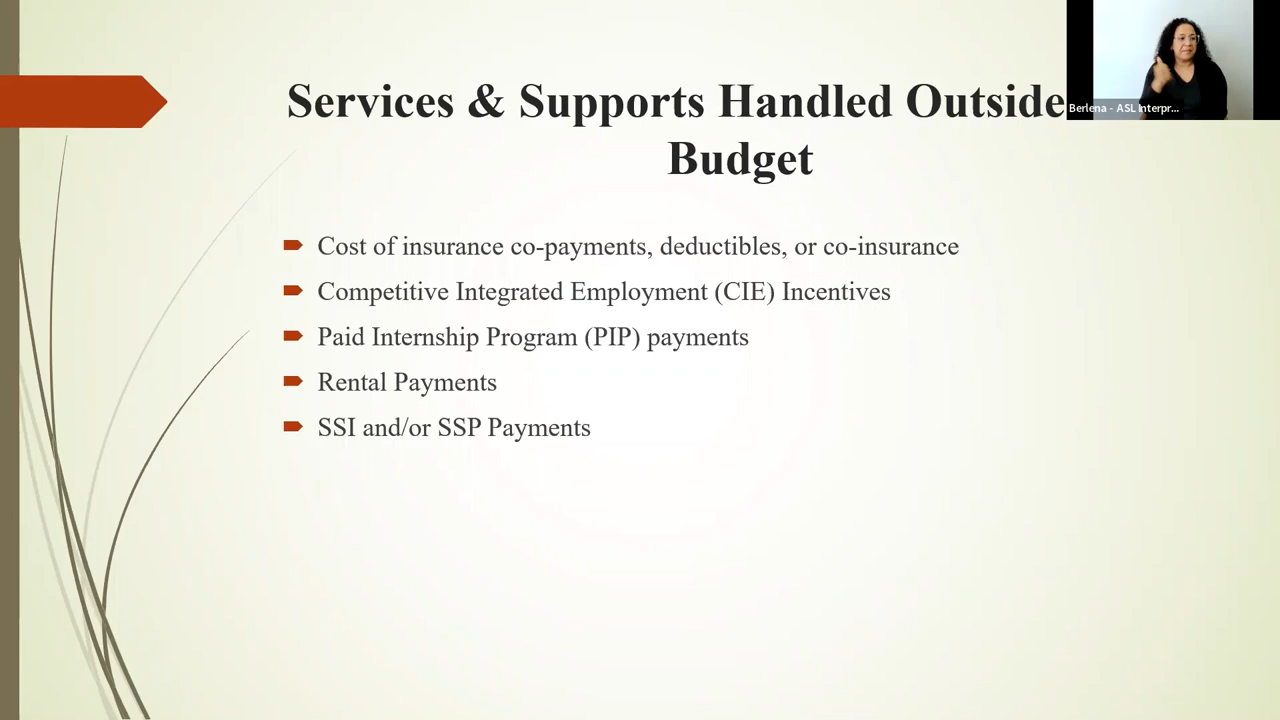 Services & Supports Handled Outside
Budget
Berlena - ASL Interpr...
Cost of insurance co-payments, deductibles, or co-insurance
Competitive Integrated Employment (CIE) Incentives
Paid Internship Program (PIP) payments
Rental Payments
SSI and/or SSP Payments